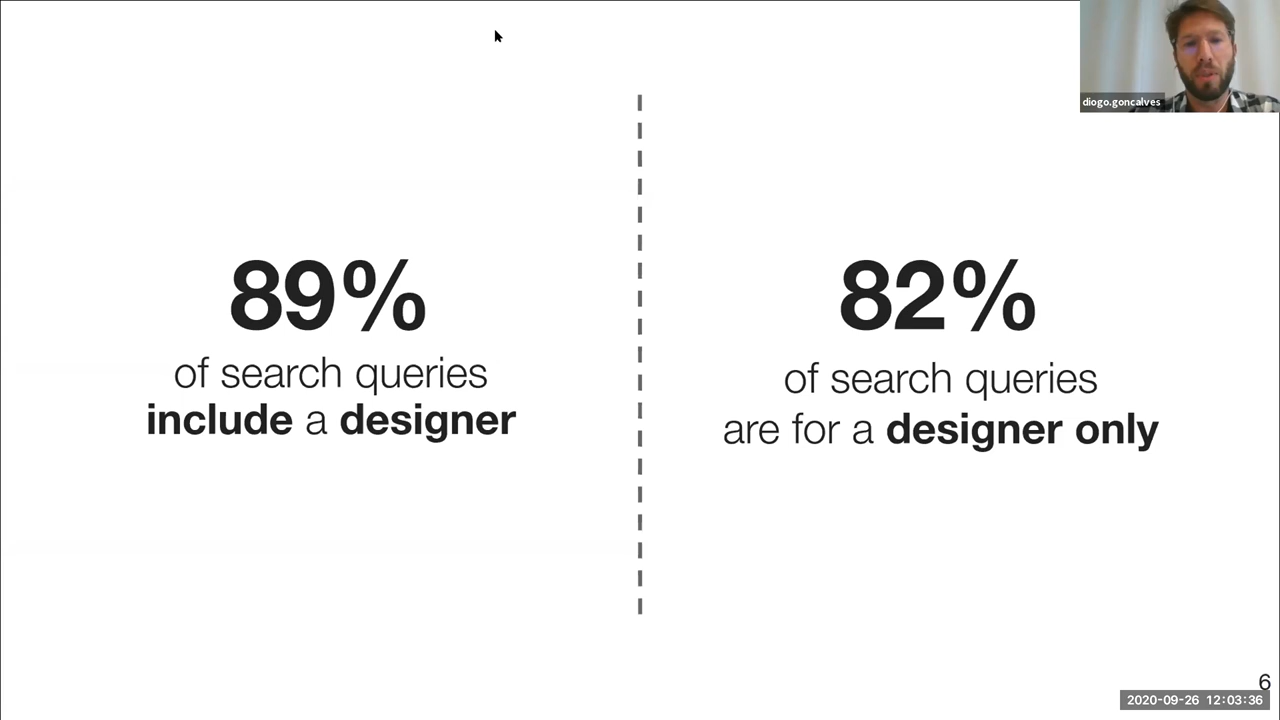 diogo.goncalves
89%
of search queries
include a designer
82%
of search queries
are for a designer only
6
2020-09-26 12:03:36